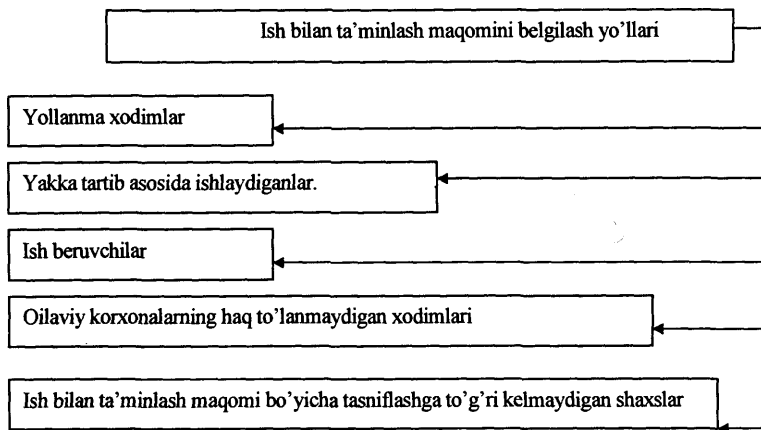 Ish bilan ta'minlash maqomini belgilash yo'llari
Yollanma xodimlar
Yakka tartib asosida ishlaydiganlar.
Ish beruvchilar
Oilaviy korxonalarning haq to'lanmaydigan xodimlari
Ish bilan ta'minlash maqomi bo'yicha tasniflashga to'g'ri kelmaydigan shaxslar